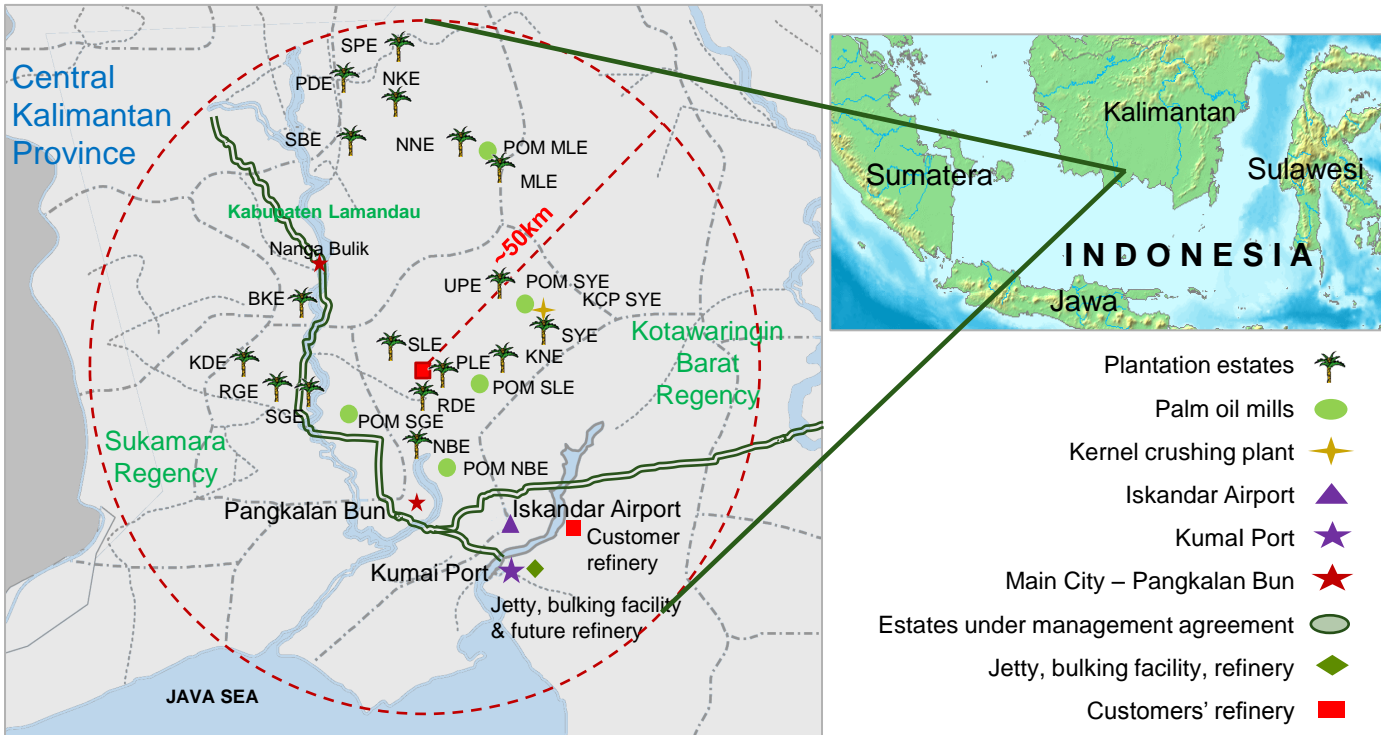 Central
Kalimantan
Province
SPE
PDE
NKE
SBE
NNE
POM MLE
MLE
Kabupaten Lamandau
~50km
Nanga Bulik
UPE
POM SYE
KCP SYE
BKE
SYE
Kotawaringin
Barat
Regency
SLE
KDE
PLE
KNE
RGE
POM SLE
SGE
RDE
POM SGE
Sukamara
Regency
NBE
POM NBE
Pangkalan Bun
Iskandar Airport
Customer
refinery
Kumai Port
Jetty, bulking facility
& future refinery
JAVA SEA
Kalimantan
Sumatera
Sulawesi
INDONESIA
Jawa
Plantation estates
Palm oil mills
Kernel crushing plant
Iskandar Airport
KumaI Port
Main City – Pangkalan Bun
Estates under management agreement
Jetty, bulking facility, refinery
Customers' refinery